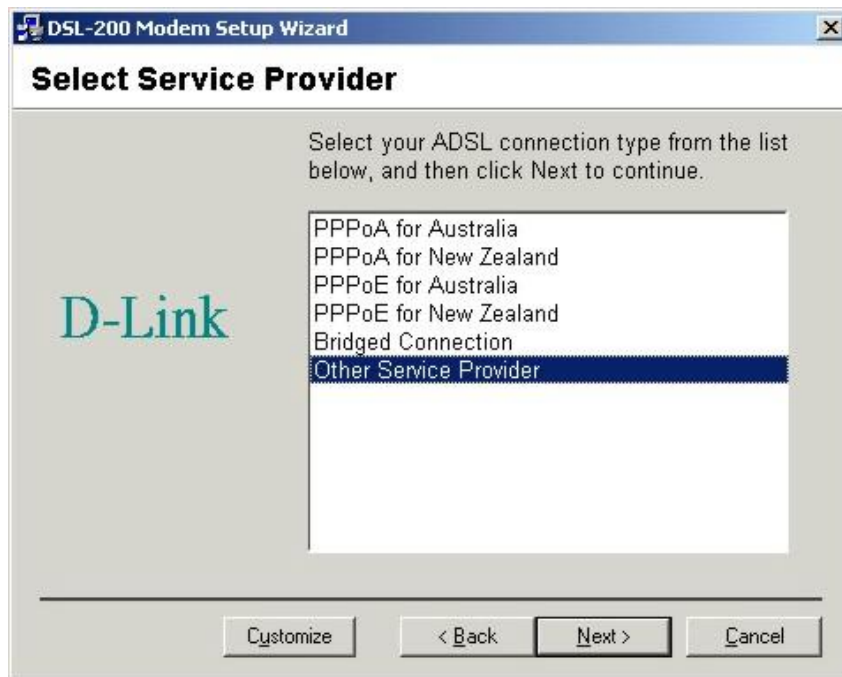 DSL-200 Modem Setup Wizard
Select Service Provider
Select your ADSL connection type from the list
below, and then click Next to continue.
PPPoA for Australia
PPPoA for New Zealand
PPPoE for Australia
PPPoE for New Zealand
Bridged Connection
Other Service Provider
D-Link
Customize
< Back
Next >
Cancel